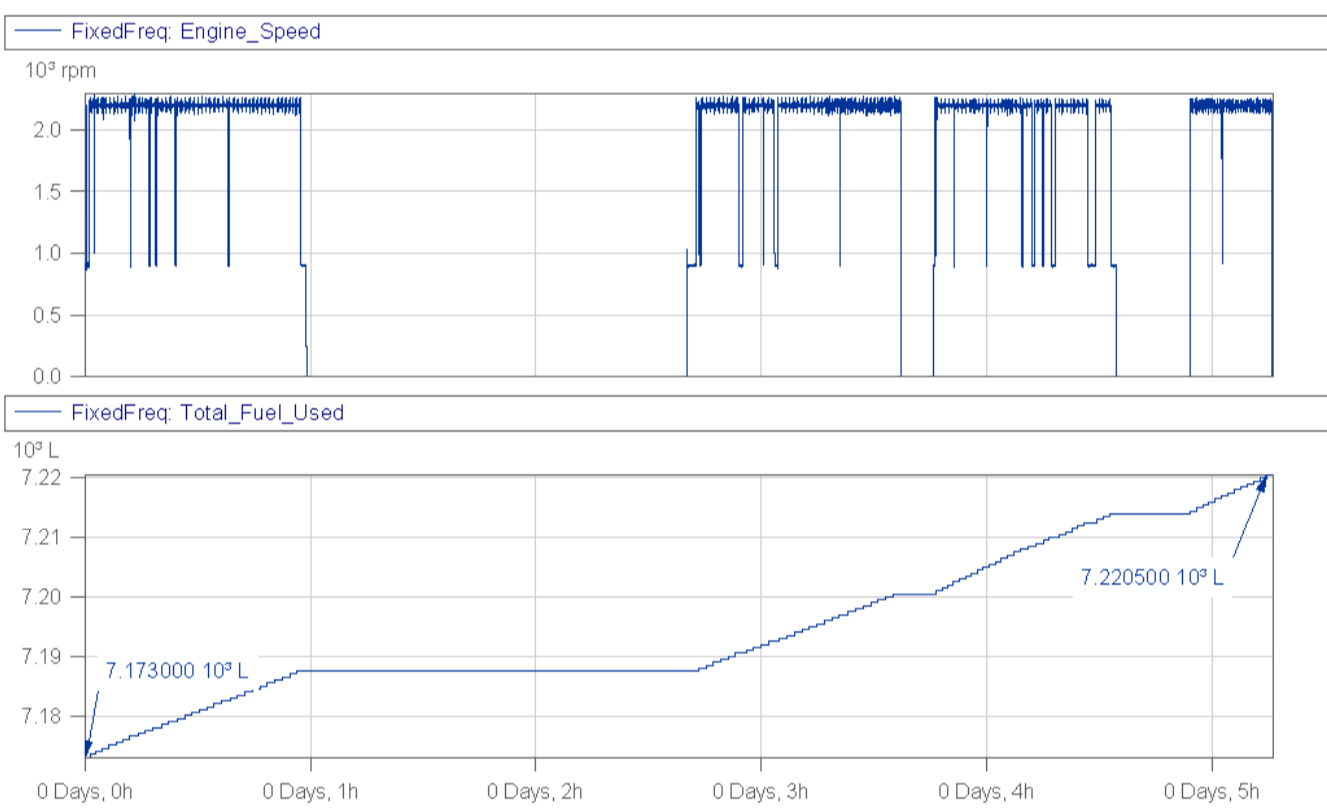 FixedFreq: Engine_Speed
10³ rpm
2.0
1.5
1.0
0.5
0.0
FixedFreq: Total_Fuel_Used
10³ L
7.22
7.21
7.20
7.19
7.18
7.220500 10³ L
7.173000 10³ L
0 Days, 0h 0 Days, 1h 0 Days, 2h 0 Days, 3h 0 Days, 4h 0 Days, 5h